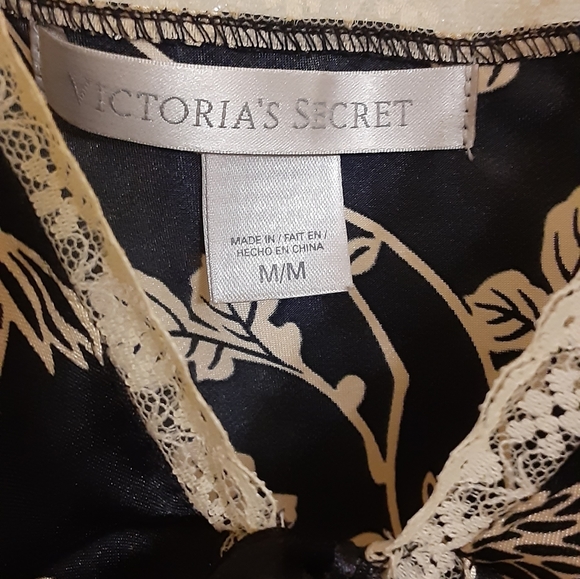 VICTORIA'S SECRET
MADE IN / FAIT EN /
HECHO EN CHINA
M/M